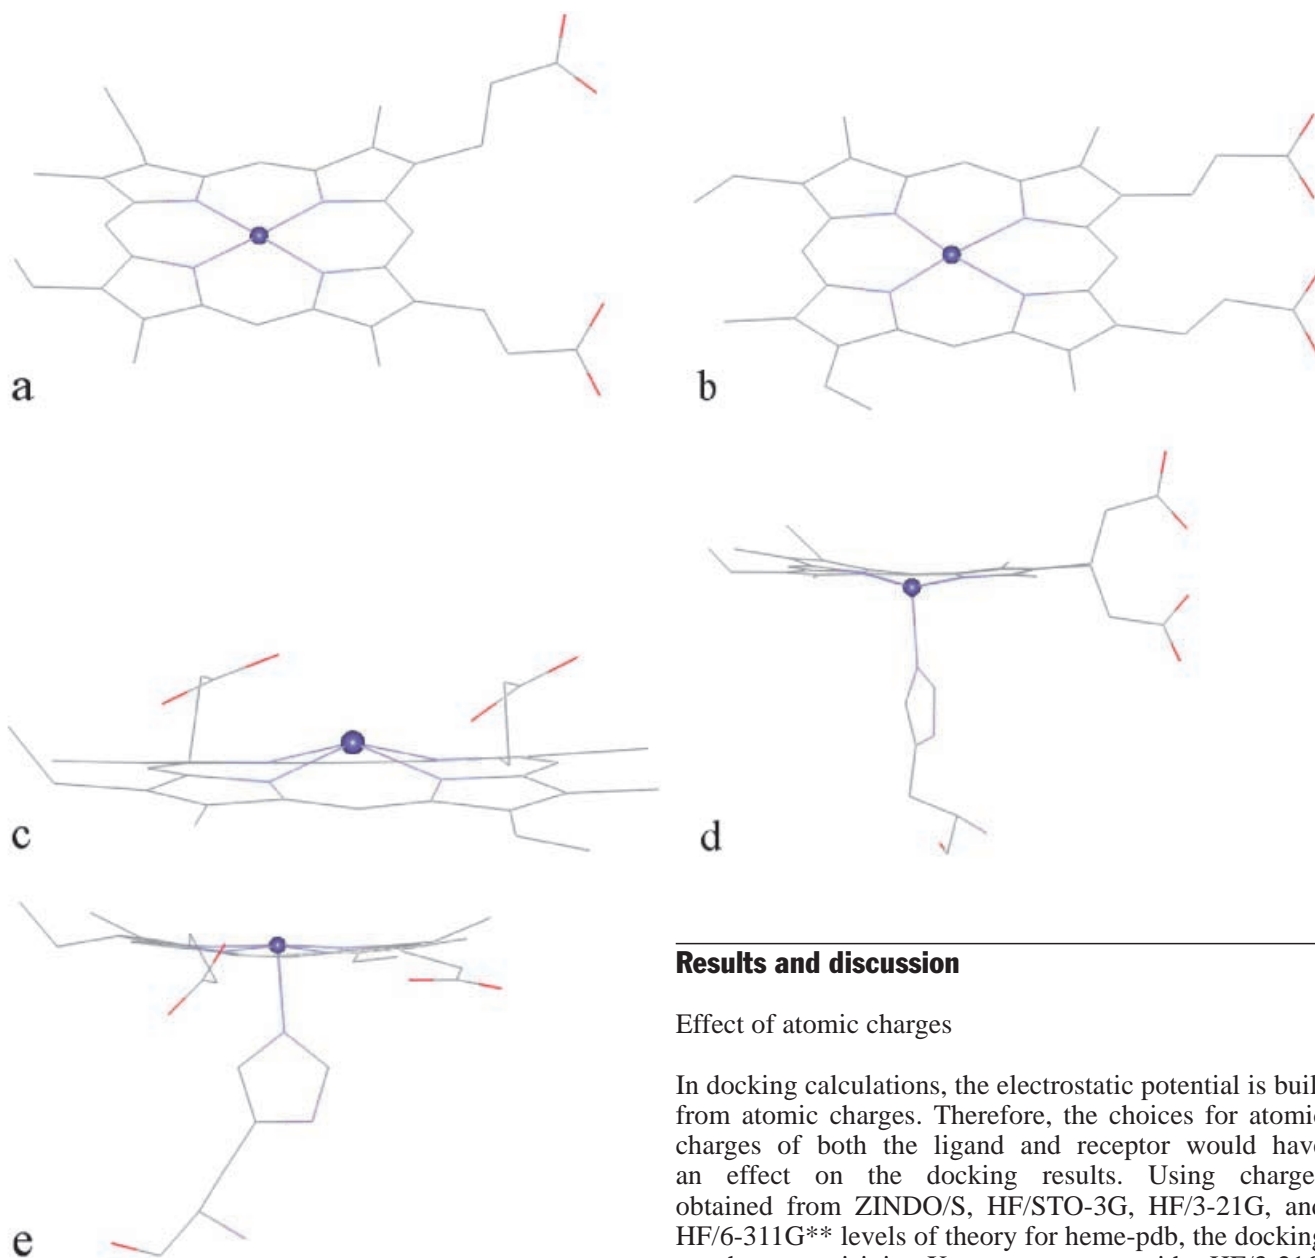 a
b
c
d
e
Results and discussion
Effect of atomic charges
In docking calculations, the electrostatic potential is buil
from atomic charges. Therefore, the choices for atomi
charges of both the ligand and receptor would have
an effect on the docking results. Using charge
obtained from ZINDO/S, HF/STO-3G, HF/3-21G, and
HF/6-311G** levels of theory for heme-pdb, the docking